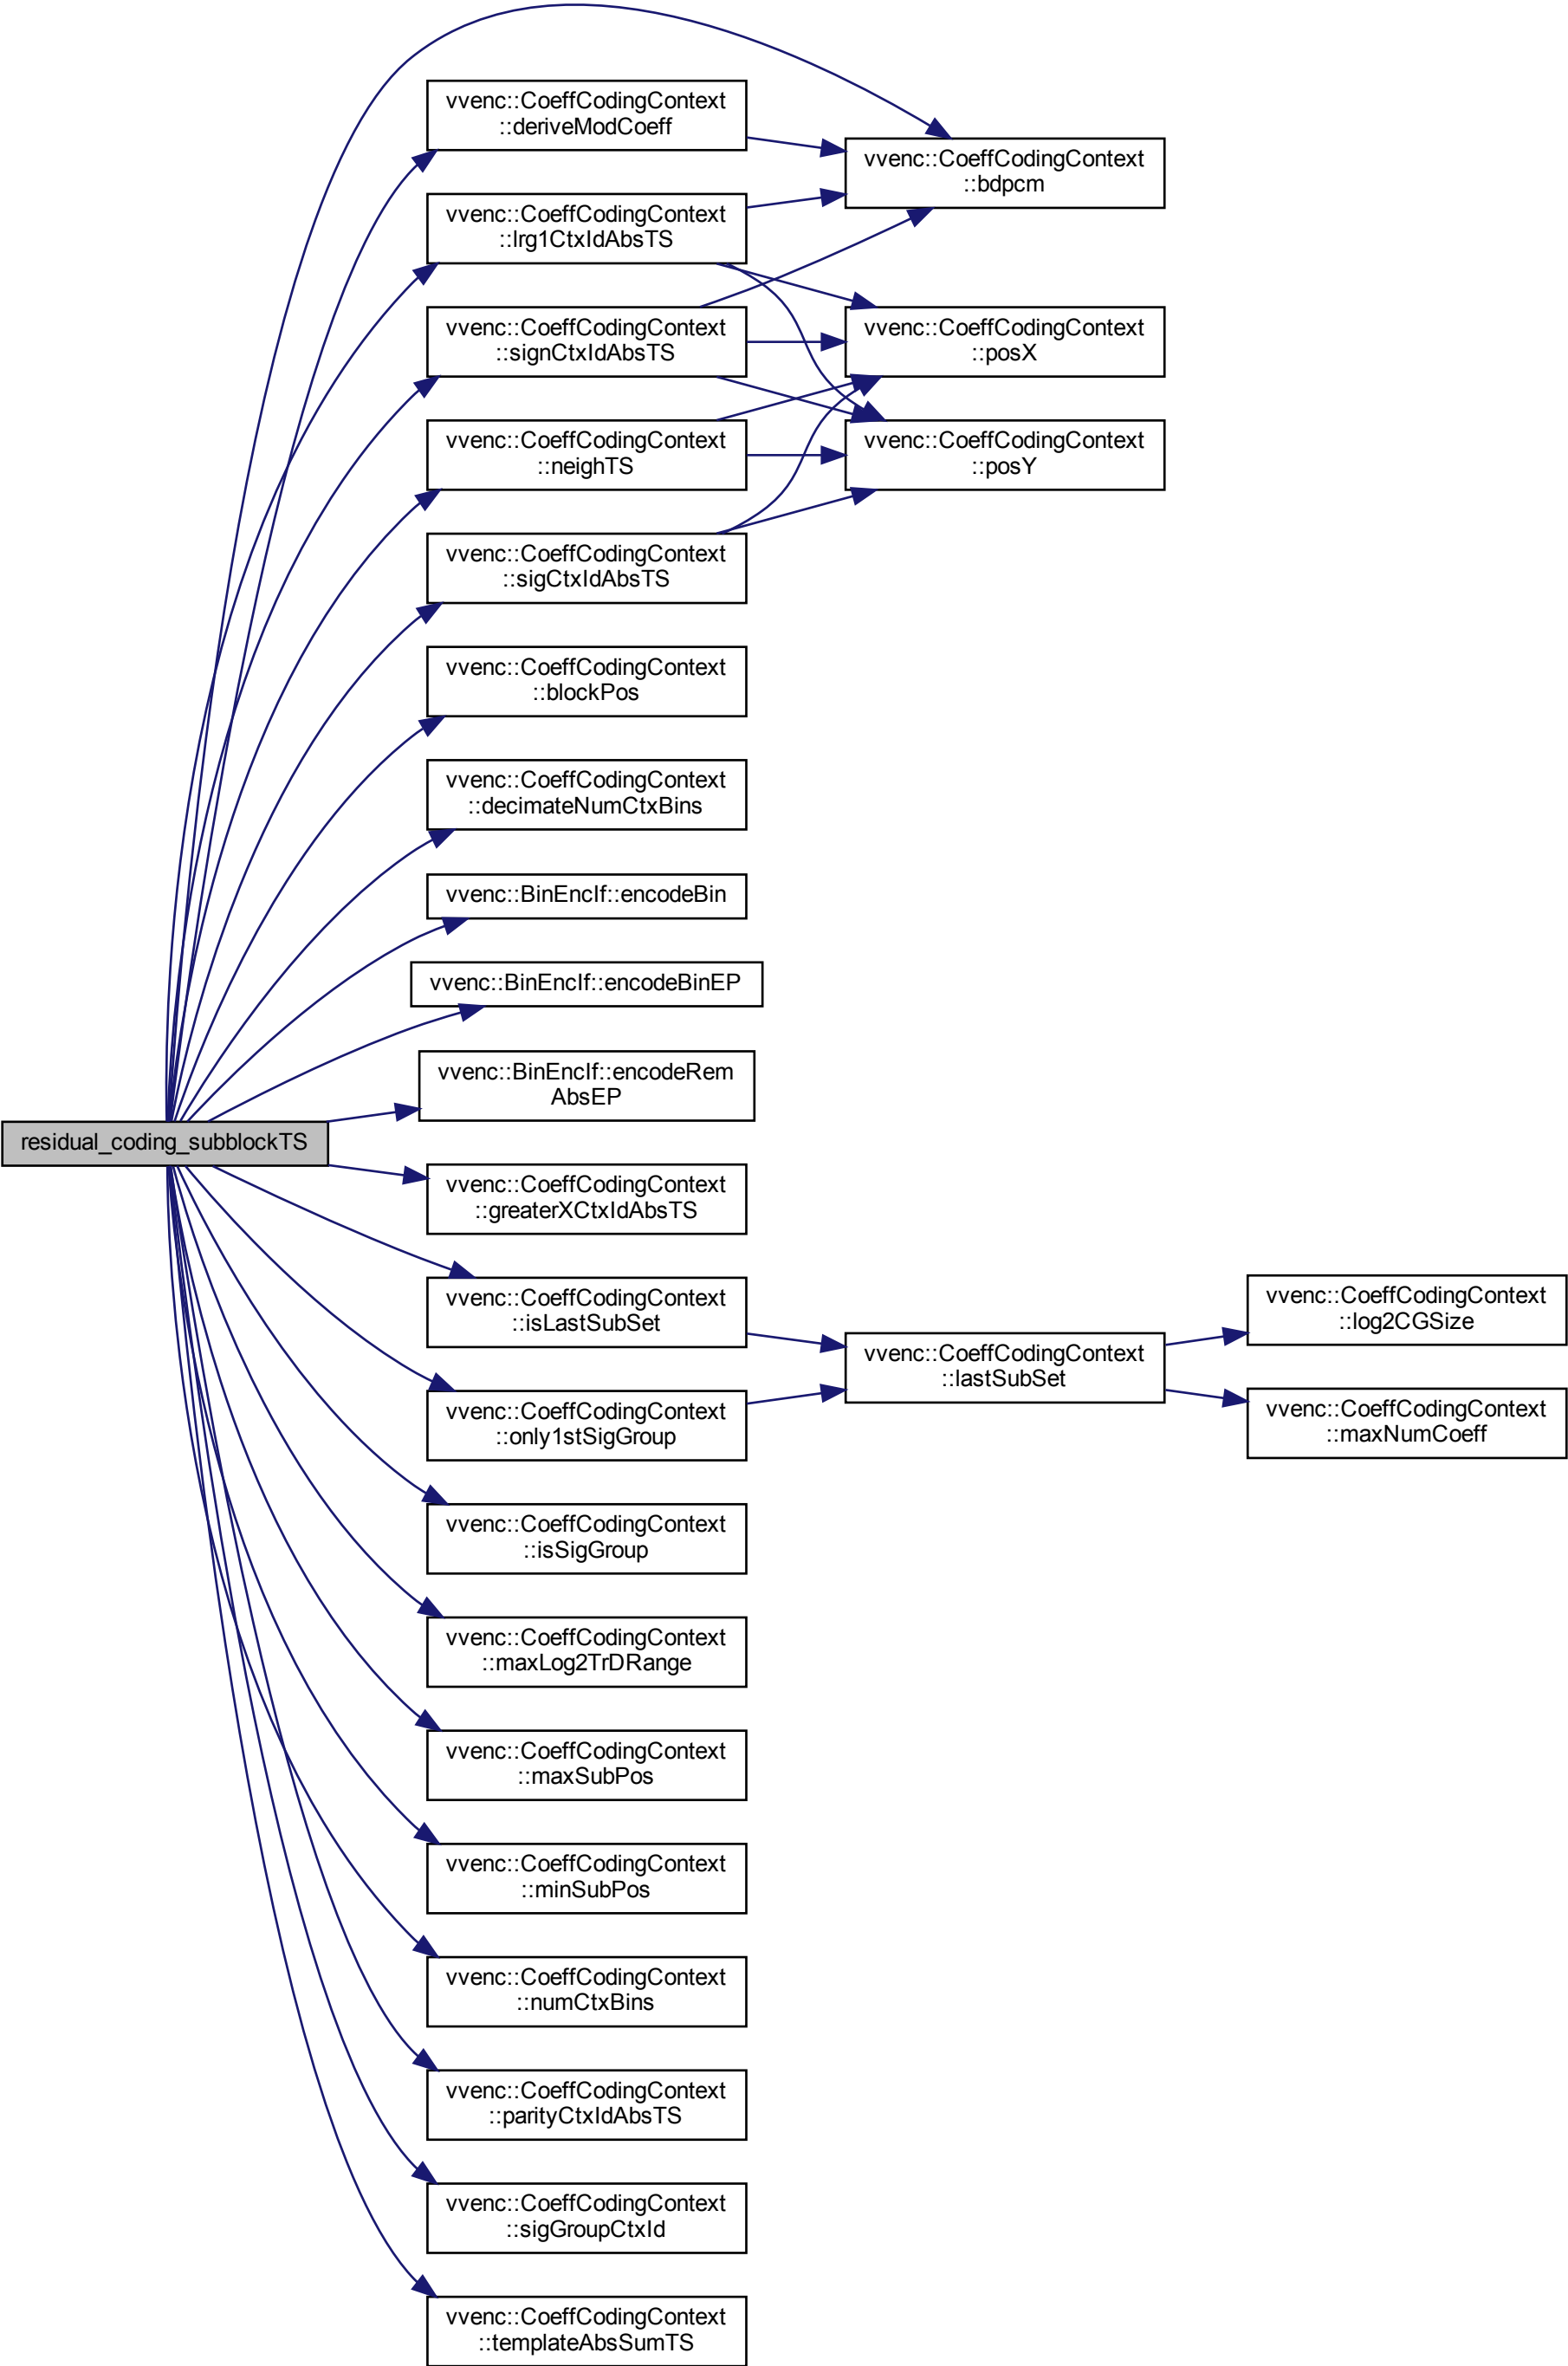 vvenc::CoeffCodingContext
::deriveModCoeff
vvenc::CoeffCodingContext
::bdpcm
vvenc::CoeffCodingContext
::lrg1CtxIdAbsTS
vvenc::CoeffCodingContext
::signCtxIdAbsTS
vvenc::CoeffCodingContext
::posX
vvenc::CoeffCodingContext
::neighTS
vvenc::CoeffCodingContext
::posY
vvenc::CoeffCodingContext
::sigCtxIdAbsTS
vvenc::CoeffCodingContext
::blockPos
vvenc::CoeffCodingContext
::decimateNumCtxBins
vvenc::BinEncIf::encodeBin
vvenc::BinEncIf::encodeBinEP
vvenc::BinEncIf::encodeRem
AbsEP
residual_coding_subblockTS
vvenc::CoeffCodingContext
::greaterXCtxIdAbsTS
vvenc::CoeffCodingContext
::isLastSubSet
vvenc::CoeffCodingContext
::log2CGSize
vvenc::CoeffCodingContext
::lastSubSet
vvenc::CoeffCodingContext
::only1stSigGroup
vvenc::CoeffCodingContext
::maxNumCoeff
vvenc::CoeffCodingContext
::isSigGroup
vvenc::CoeffCodingContext
::maxLog2TrDRange
vvenc::CoeffCodingContext
::maxSubPos
vvenc::CoeffCodingContext
::minSubPos
vvenc::CoeffCodingContext
::numCtxBins
vvenc::CoeffCodingContext
::parityCtxIdAbsTS
vvenc::CoeffCodingContext
::sigGroupCtxId
vvenc::CoeffCodingContext
::templateAbsSumTS